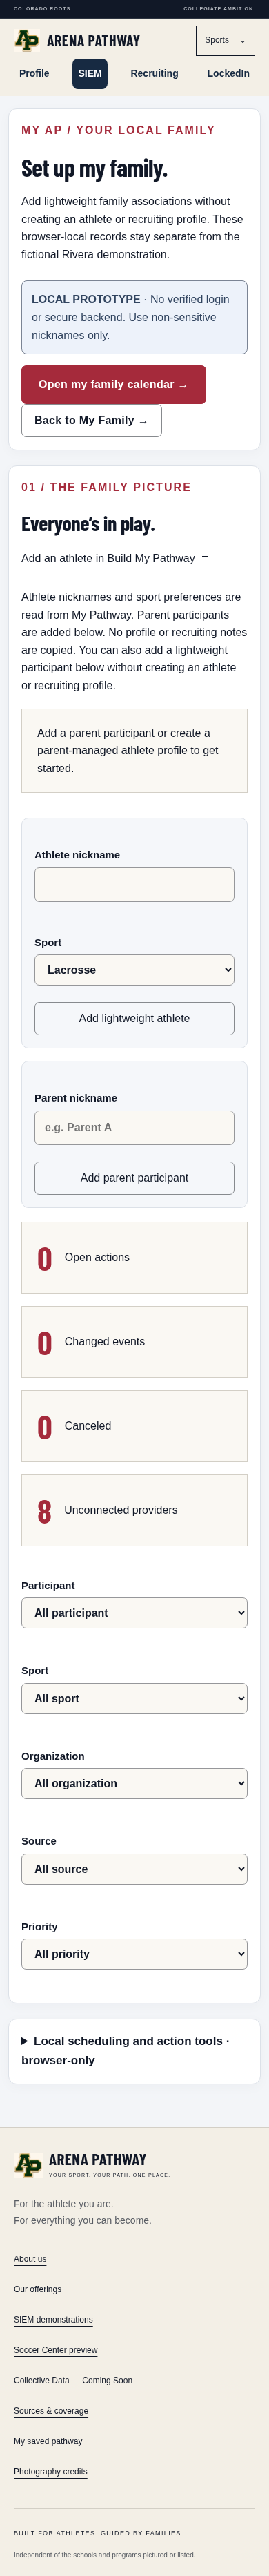 COLORADO ROOTS.
COLLEGIATE AMBITION.
AP ARENA PATHWAY
Sports
Profile
SIEM
Recruiting
LockedIn
MY AP / YOUR LOCAL FAMILY
Set up my family.
Add lightweight family associations without
creating an athlete or recruiting profile. These
browser-local records stay separate from the
fictional Rivera demonstration.
LOCAL PROTOTYPE · No verified login
or secure backend. Use non-sensitive
nicknames only.
Open my family calendar →
Back to My Family →
01 / THE FAMILY PICTURE
Everyone’s in play.
Add an athlete in Build My Pathway
Athlete nicknames and sport preferences are
read from My Pathway. Parent participants
are added below. No profile or recruiting notes
are copied. You can also add a lightweight
participant below without creating an athlete
or recruiting profile.
Add a parent participant or create a
parent-managed athlete profile to get
started.
Athlete nickname
Sport
Lacrosse
Add lightweight athlete
Parent nickname
e.g. Parent A
Add parent participant
0 Open actions
0 Changed events
0 Canceled
8 Unconnected providers
Participant
All participant
Sport
All sport
Organization
All organization
Source
All source
Priority
All priority
▶ Local scheduling and action tools ·
browser-only
AP ARENA PATHWAY
YOUR SPORT. YOUR PATH. ONE PLACE.
For the athlete you are.
For everything you can become.
About us
Our offerings
SIEM demonstrations
Soccer Center preview
Collective Data — Coming Soon
Sources & coverage
My saved pathway
Photography credits
BUILT FOR ATHLETES. GUIDED BY FAMILIES.
Independent of the schools and programs pictured or listed.